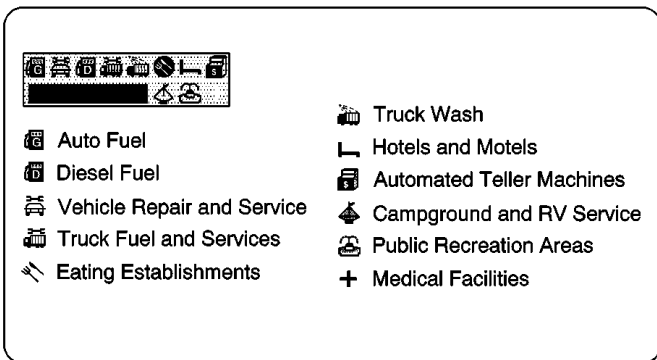 Auto Fuel
Diesel Fuel
Vehicle Repair and Service
Truck Fuel and Services
Eating Establishments
Truck Wash
Hotels and Motels
Automated Teller Machines
Campground and RV Service
Public Recreation Areas
Medical Facilities